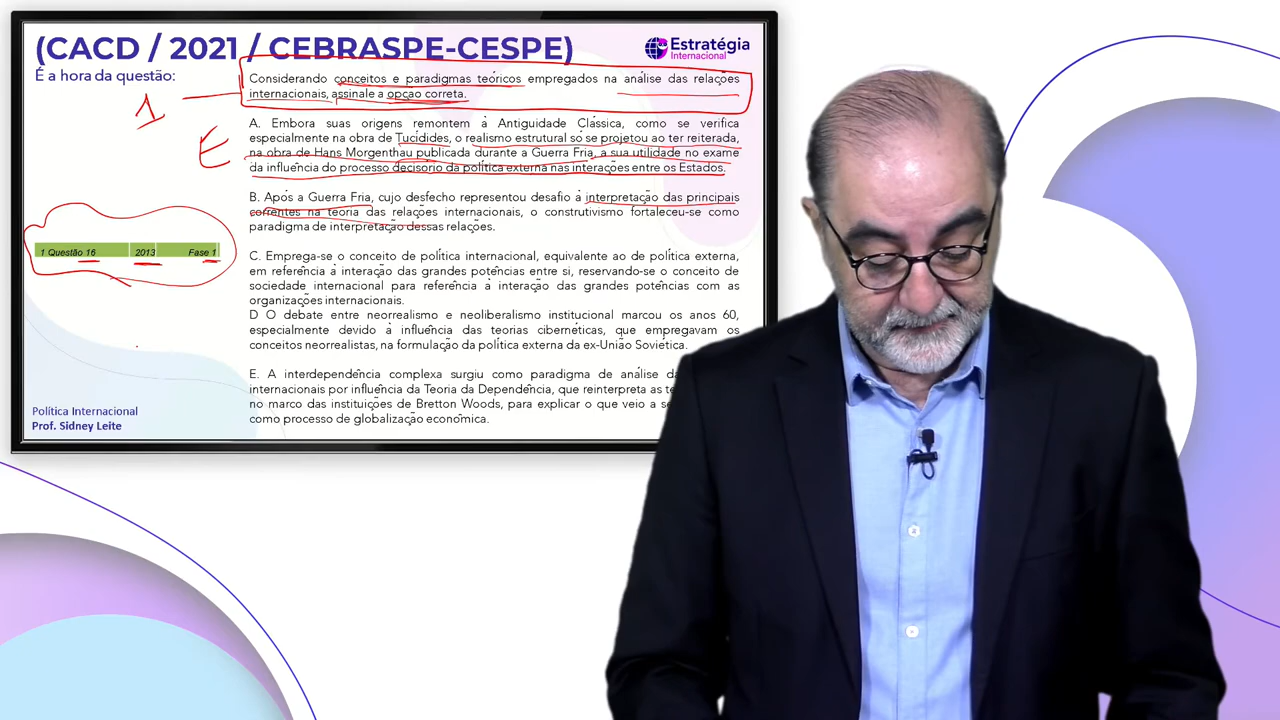 (CACD / 2021 / CEBRASPE-CESPE)
Estratégia
Internacional
É a hora da questão:
Considerando conceitos e paradigmas teóricos empregados na análise das relações
internacionais, assinale a opção correta.
1
A. Embora suas origens remontem à Antiguidade Clássica, como se verifica
especialmente na obra de Tucídides, o realismo estrutural só se projetou ao ter reiterada,
na obra de Hans Morgenthau publicada durante a Guerra Fria, a sua utilidade no exame
da influência do processo decisório da política externa nas interações entre os Estados.
E
B. Após a Guerra Fria, cujo desfecho representou desafio à interpretação das principais
correntes na teoria das relações internacionais, o construtivismo fortaleceu-se como
paradigma de interpretação dessas relações.
1 Questão 16 2013 Fase 1
C. Emprega-se o conceito de política internacional, equivalente ao de política externa,
em referência à interação das grandes potências entre si, reservando-se o conceito de
sociedade internacional para referência à interação das grandes potências com as
organizações internacionais.
D O debate entre neorrealismo e neoliberalismo institucional marcou os anos 60,
especialmente devido à influência das teorias cibernéticas, que empregavam os
conceitos neorrealistas, na formulação da política externa da ex-União Soviética.
E. A interdependência complexa surgiu como paradigma de análise
internacionais por influência da Teoria da Dependência, que reinterpreta as
no marco das instituições de Bretton Woods, para explicar o que veio a
como processo de globalização econômica.
Política Internacional
Prof. Sidney Leite